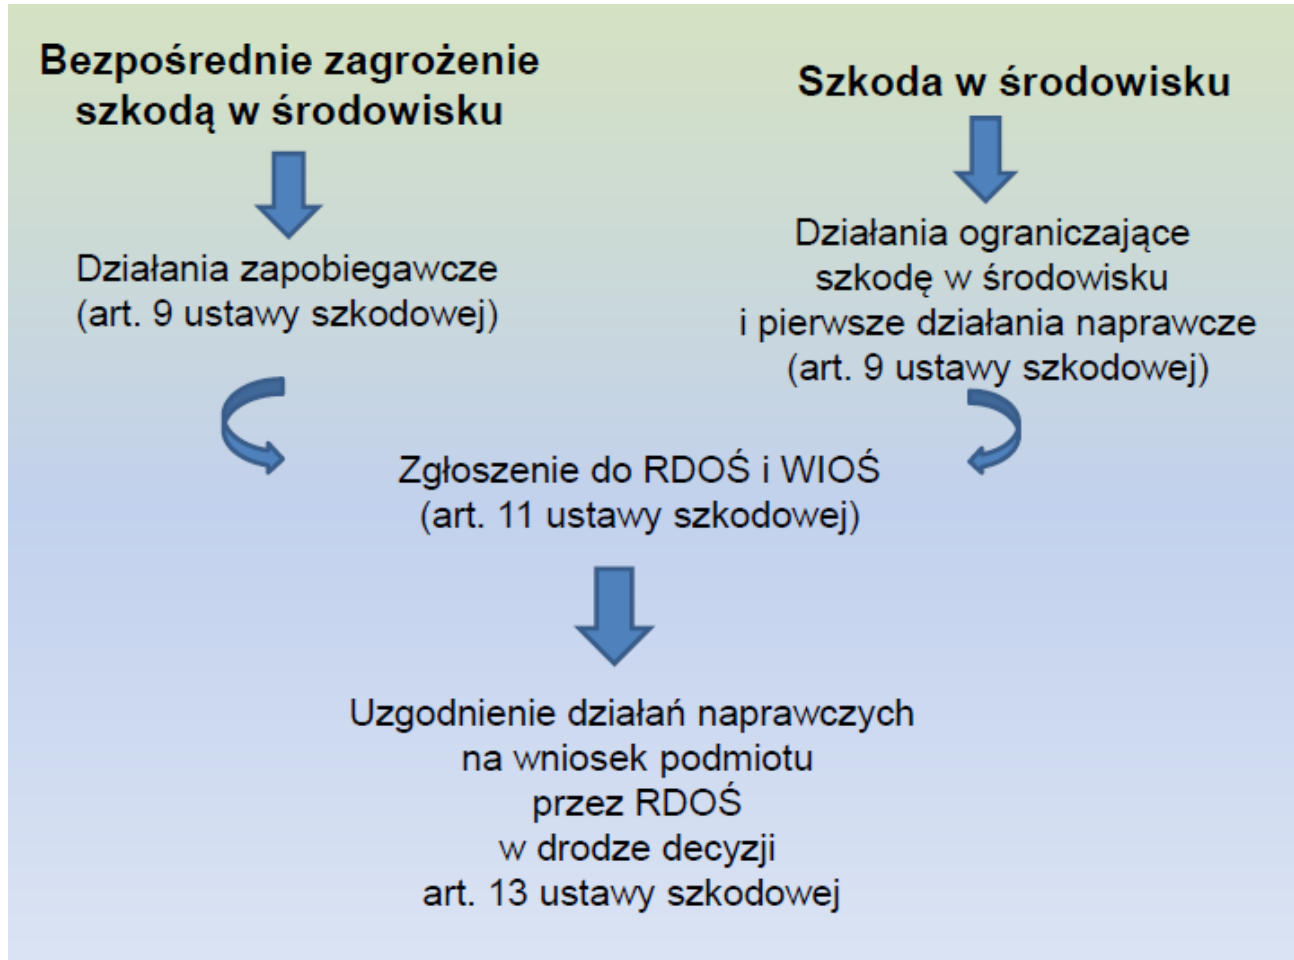 Bezpośrednie zagrożenie
szkodą w środowisku
Działania zapobiegawcze
(art. 9 ustawy szkodowej)
Szkoda w środowisku
Działania ograniczające
szkodę w środowisku
i pierwsze działania naprawcze
(art. 9 ustawy szkodowej)
Zgłoszenie do RDOŚ i WIOŚ
(art. 11 ustawy szkodowej)
Uzgodnienie działań naprawczych
na wniosek podmiotu
przez RDOŚ
w drodze decyzji
art. 13 ustawy szkodowej